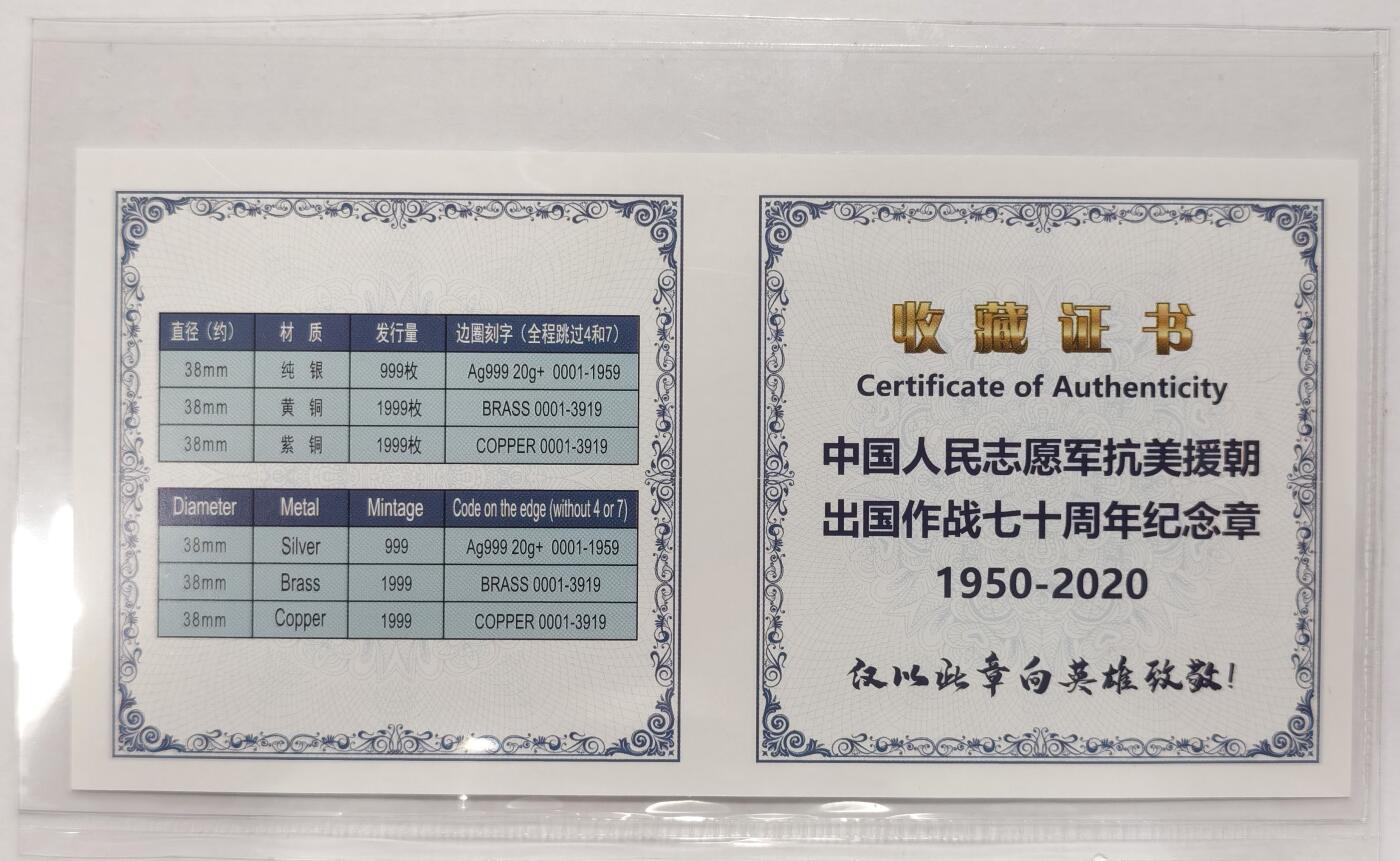 直径（约） 材 质 发行量 边圈刻字（全程跳过4和7）
38mm 纯 银 999枚 Ag999 20g+ 0001-1959
38mm 黄 铜 1999枚 BRASS 0001-3919
38mm 紫 铜 1999枚 COPPER 0001-3919
Diameter Metal Mintage Code on the edge (without 4 or 7)
38mm Silver 999 Ag999 20g+ 0001-1959
38mm Brass 1999 BRASS 0001-3919
38mm Copper 1999 COPPER 0001-3919
收藏证书
Certificate of Authenticity
中国人民志愿军抗美援朝
出国作战七十周年纪念章
1950-2020
仅以此章向英雄致敬！